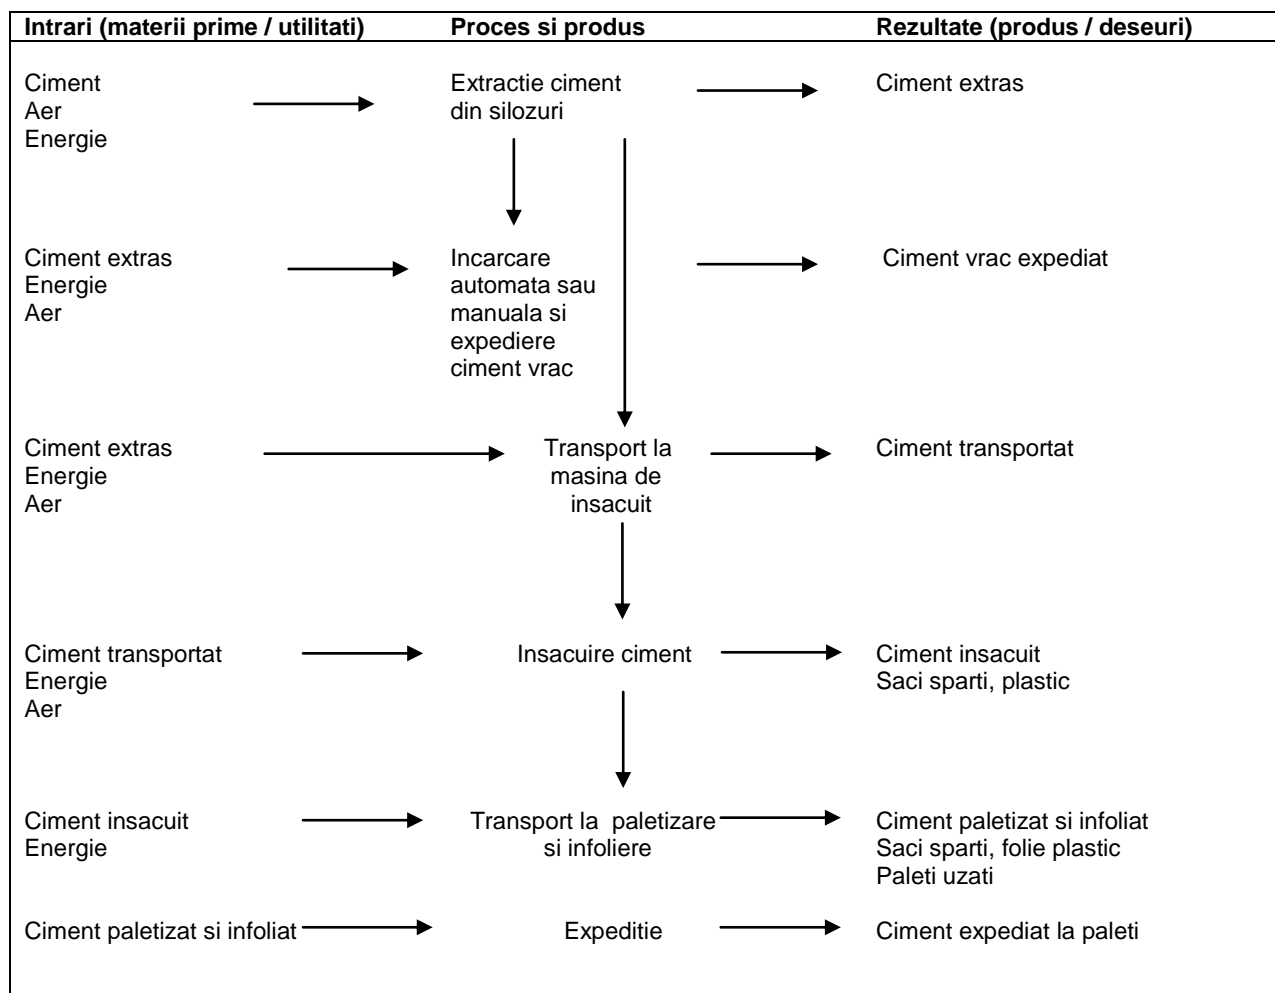 Intrari (materii prime / utilitati) Proces si produs Rezultate (produs / deseuri)
Ciment Extractie ciment Ciment extras
Aer din silozuri
Energie
Ciment extras Incarcare Ciment vrac expediat
Energie automata sau
Aer manuala si
expediere
ciment vrac
Ciment extras Transport la Ciment transportat
Energie masina de
Aer insacuit
Ciment transportat Insacuire ciment Ciment insacuit
Energie Saci sparti, plastic
Aer
Ciment insacuit Transport la paletizare Ciment paletizat si infoliat
Energie si infoliere Saci sparti, folie plastic
Paleti uzati
Ciment paletizat si infoliat Expeditie Ciment expediat la paleti